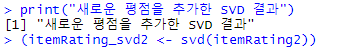 > print("새로운 평점을 추가한 SVD 결과")
[1] "새로운 평점을 추가한 SVD 결과"
> (itemRating_svd2 <- svd(itemRating2))